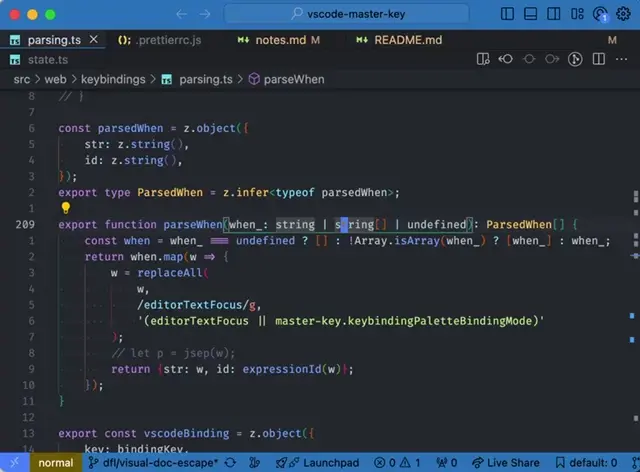 vscode-master-key
1
TS parsing.ts
{.} .prettierrc.js
notes.md M
README.md
M
TS state.ts
src > web > keybindings > TS parsing.ts > parseWhen
8 // }
7
6 const parsedWhen = z.object({
5 str: z.string(),
4 id: z.string(),
3 });
2 export type ParsedWhen = z.infer<typeof parsedWhen>;
1
209 export function parseWhen(when_: string | string[] | undefined): ParsedWhen[] {
1 const when = when_ === undefined ? [] : !Array.isArray(when_) ? [when_] : when_;
2 return when.map(w => {
3 w = replaceAll(
4 w,
5 /editorTextFocus/g,
6 '(editorTextFocus || master-key.keybindingPaletteBindingMode)'
7 );
8 // let p = jsep(w);
9 return {str: w, id: expressionId(w)};
10 });
11 }
12
13 export const vscodeBinding = z.object({
14 key: bindingKey,
normal
dfl/visual-doc-escape*
Launchpad
0
1
0
Live Share
default: 0